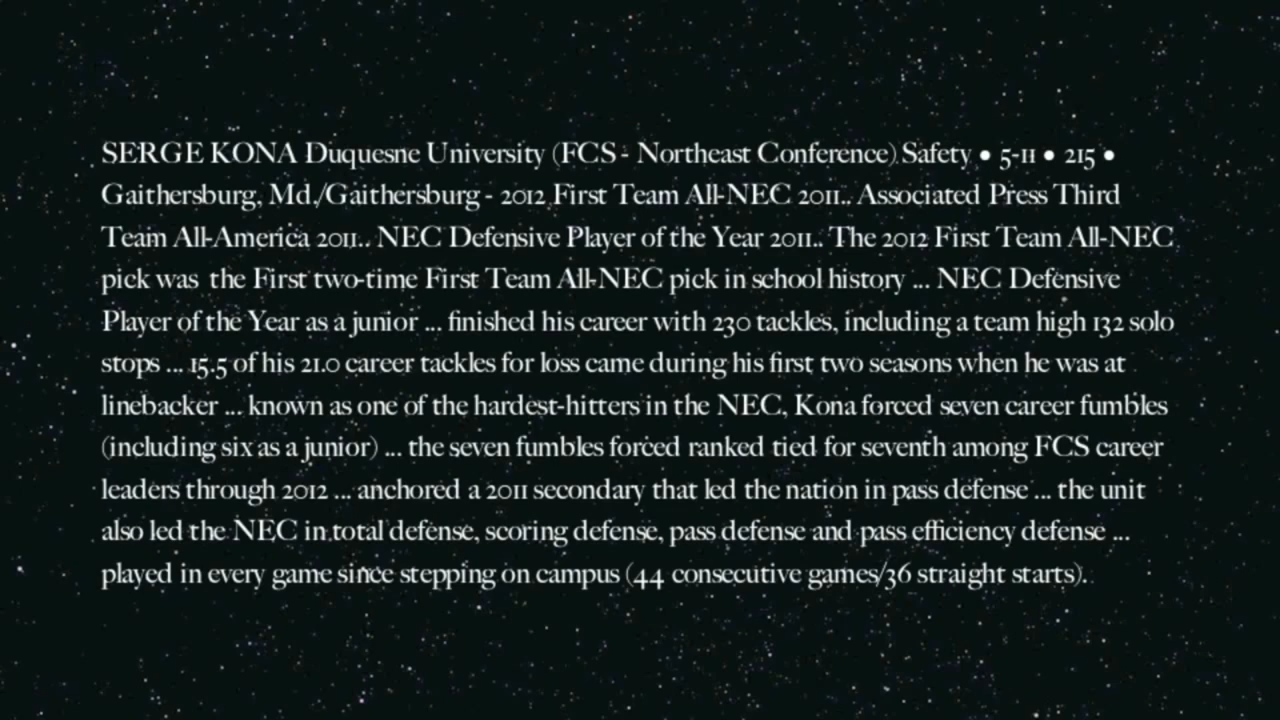 SERGE KONA Duquesne University (FCS - Northeast Conference) Safety • 5-11 • 215 •
Gaithersburg, Md./Gaithersburg - 2012 First Team All-NEC 2011.. Associated Press Third
Team All-America 2011.. NEC Defensive Player of the Year 2011.. The 2012 First Team All-NEC
pick was the First two-time First Team All-NEC pick in school history ... NEC Defensive
Player of the Year as a junior ... finished his career with 230 tackles, including a team high 132 solo
stops ... 15.5 of his 21.0 career tackles for loss came during his first two seasons when he was at
linebacker ... known as one of the hardest-hitters in the NEC, Kona forced seven career fumbles
(including six as a junior) ... the seven fumbles forced ranked tied for seventh among FCS career
leaders through 2012 ... anchored a 2011 secondary that led the nation in pass defense ... the unit
also led the NEC in total defense, scoring defense, pass defense and pass efficiency defense ...
played in every game since stepping on campus (44 consecutive games/36 straight starts).